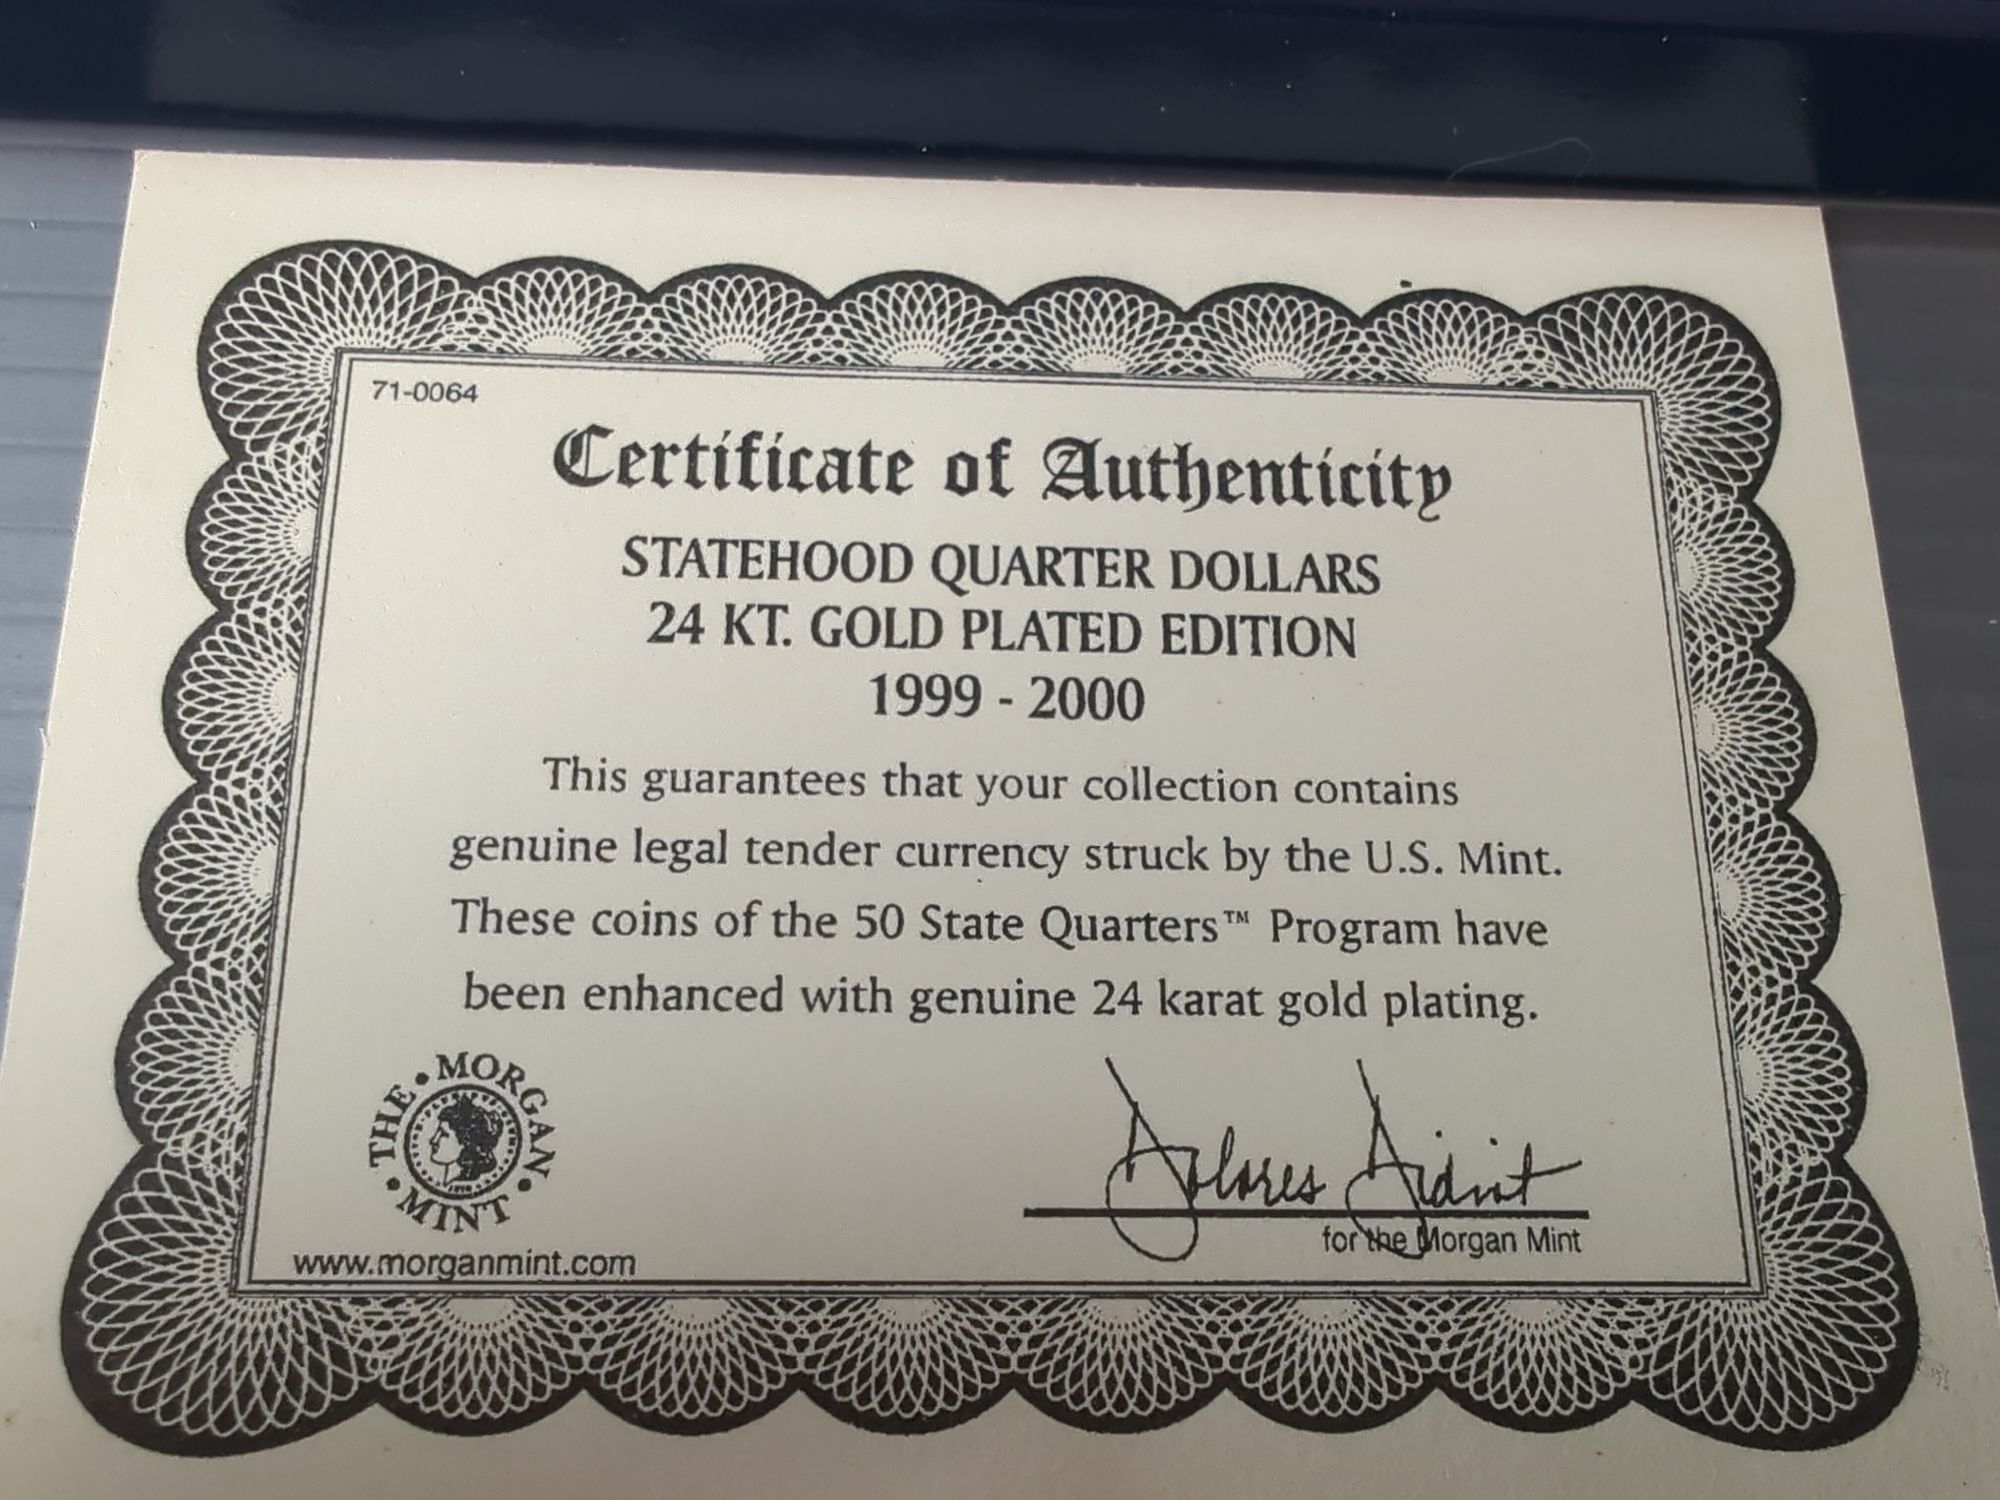 71-0064
Certificate of Authenticity
STATEHOOD QUARTER DOLLARS
24 KT. GOLD PLATED EDITION
1999 - 2000
This guarantees that your collection contains
genuine legal tender currency struck by the U.S. Mint.
These coins of the 50 State Quarters™ Program have
been enhanced with genuine 24 karat gold plating.
THE • MORGAN • MINT •
Dolores
for the Morgan Mint
www.morganmint.com